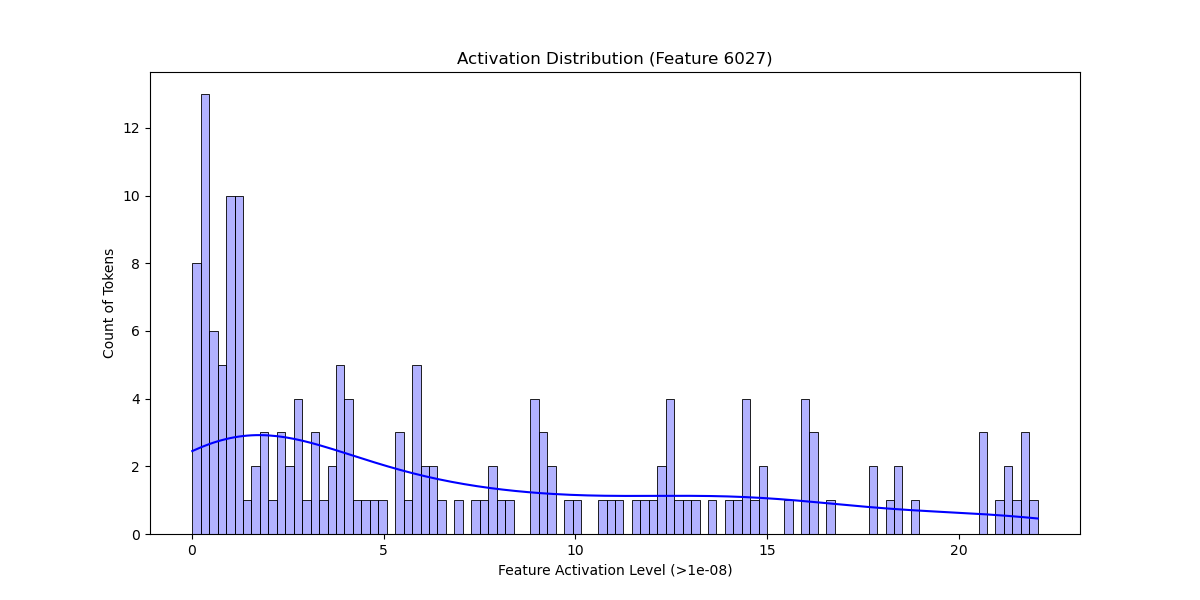 Activation Distribution (Feature 6027)
12
10
8
6
4
2
0
Count of Tokens
0 5 10 15 20
Feature Activation Level (>1e-08)